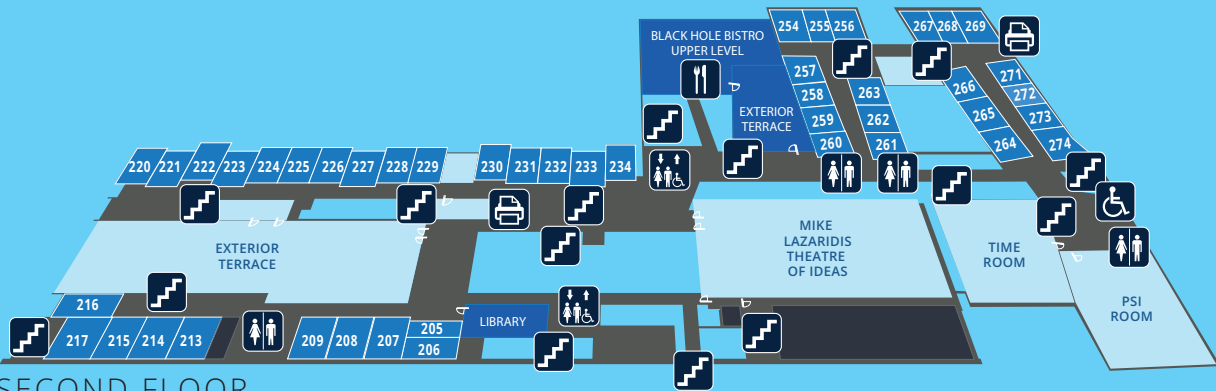 254 255 256
267 268 269
BLACK HOLE BISTRO
UPPER LEVEL
257
258
259
260
263
262
261
266
265
264
271
272
273
274
EXTERIOR
TERRACE
220 221 222 223 224 225 226 227 228 229 230 231 232 233 234
EXTERIOR
TERRACE
MIKE
LAZARIDIS
THEATRE
OF IDEAS
TIME
ROOM
PSI
ROOM
216
217 215 214 213
209 208 207
205
206
LIBRARY
SECOND FLOOR